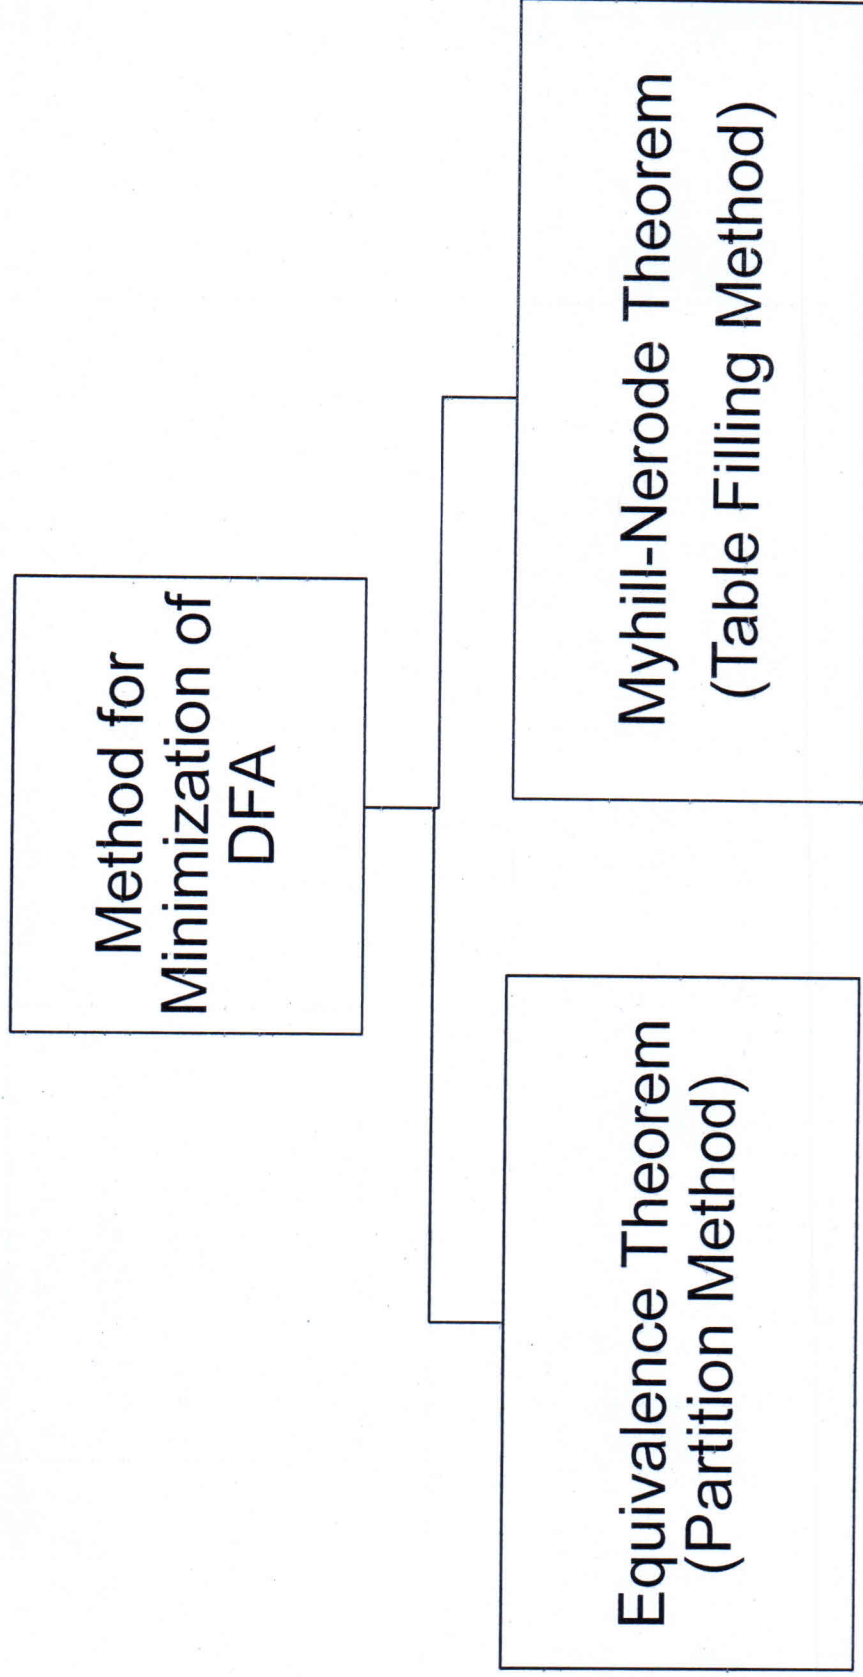 Method for
Minimization of
DFA
Equivalence Theorem
(Partition Method)
Myhill-Nerode Theorem
(Table Filling Method)